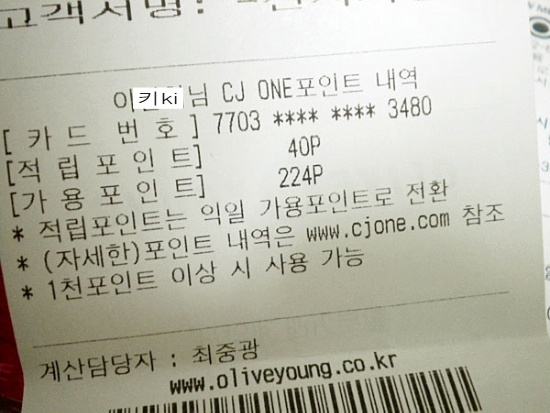 고객서명:
이키ki님 CJ ONE포인트 내역
[ 카 드 번 호 ] 7703 **** **** 3480
[적 립 포 인 트] 40P
[가 용 포 인 트] 224P
* 적립포인트는 익일 가용포인트로 전환
* (자세한)포인트 내역은 www.cjone.com 참조
* 1천포인트 이상 시 사용 가능
계산담당자 : 최중광
www.oliveyoung.co.kr